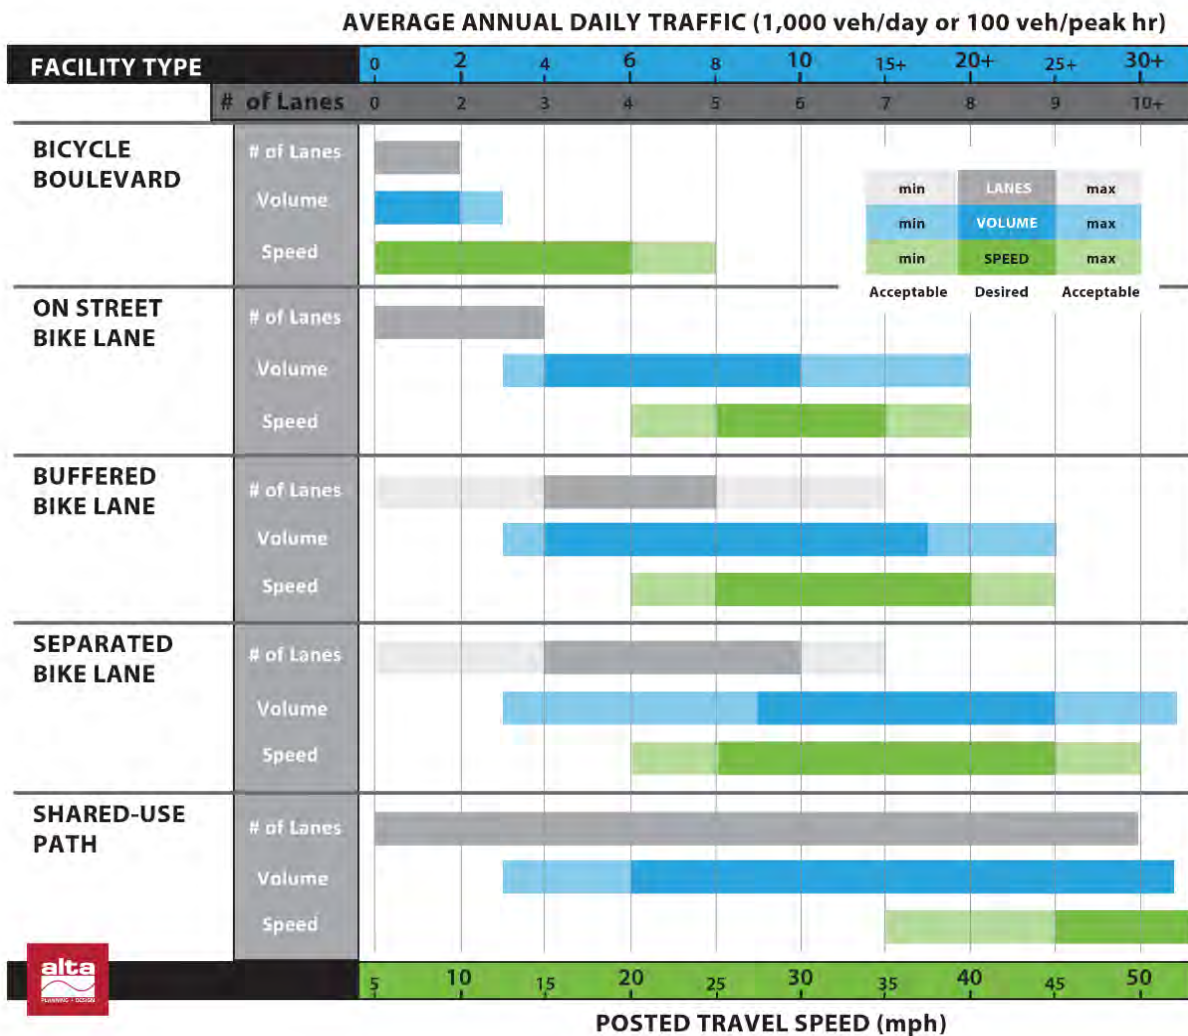 AVERAGE ANNUAL DAILY TRAFFIC (1,000 veh/day or 100 veh/peak hr)
FACILITY TYPE 0 2 4 6 8 10 15+ 20+ 25+ 30+
# of Lanes 0 2 3 4 5 6 7 8 9 10+
BICYCLE
BOULEVARD
# of Lanes
Volume
Speed
min LANES max
min VOLUME max
min SPEED max
Acceptable Desired Acceptable
ON STREET
BIKE LANE
# of Lanes
Volume
Speed
BUFFERED
BIKE LANE
# of Lanes
Volume
Speed
SEPARATED
BIKE LANE
# of Lanes
Volume
Speed
SHARED-USE
PATH
# of Lanes
Volume
Speed
alta
PLANNING + DESIGN
5 10 15 20 25 30 35 40 45 50
POSTED TRAVEL SPEED (mph)